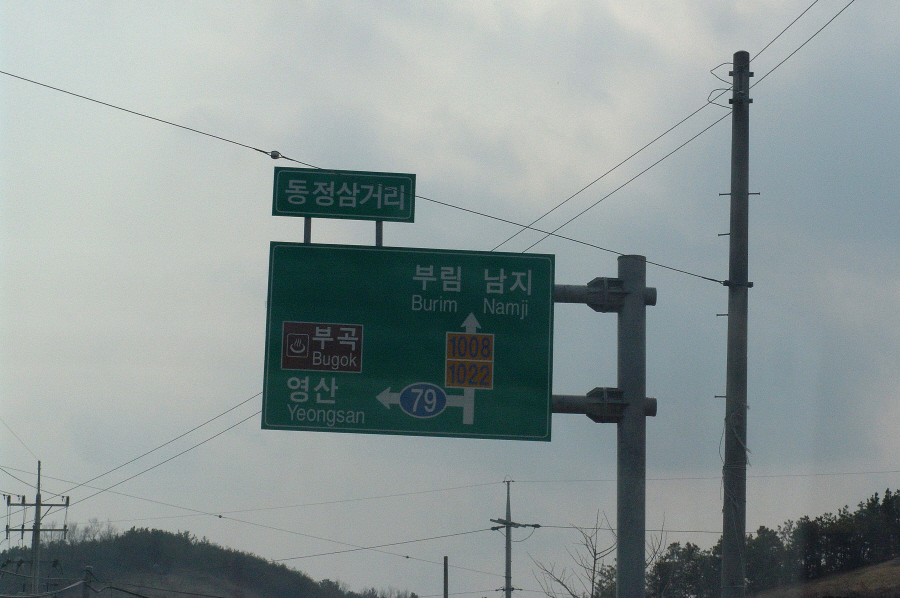 동정삼거리
부림 남지
Burim Namji
1008
1022
부곡
Bugok
영산
Yeongsan
79